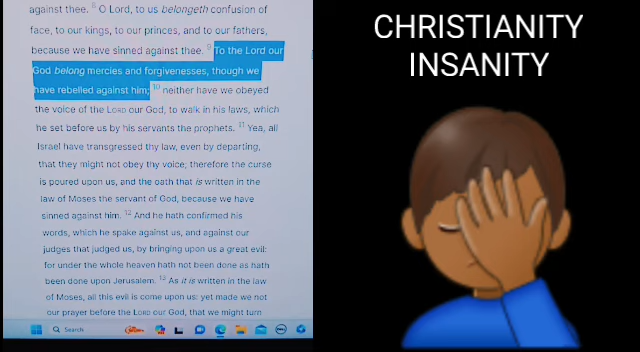 against thee. 8 O Lord, to us belongeth confusion of
face, to our kings, to our princes, and to our fathers,
because we have sinned against thee. 9 To the Lord our
God belong mercies and forgivenesses, though we
have rebelled against him; 10 neither have we obeyed
the voice of the LORD our God, to walk in his laws, which
he set before us by his servants the prophets. 11 Yea, all
Israel have transgressed thy law, even by departing,
that they might not obey thy voice; therefore the curse
is poured upon us, and the oath that is written in the
law of Moses the servant of God, because we have
sinned against him. 12 And he hath confirmed his
words, which he spake against us, and against our
judges that judged us, by bringing upon us a great evil:
for under the whole heaven hath not been done as hath
been done upon Jerusalem. 13 As it is written in the law
of Moses, all this evil is come upon us: yet made we not
our prayer before the LORD our God, that we might turn
Search
CHRISTIANITY
INSANITY